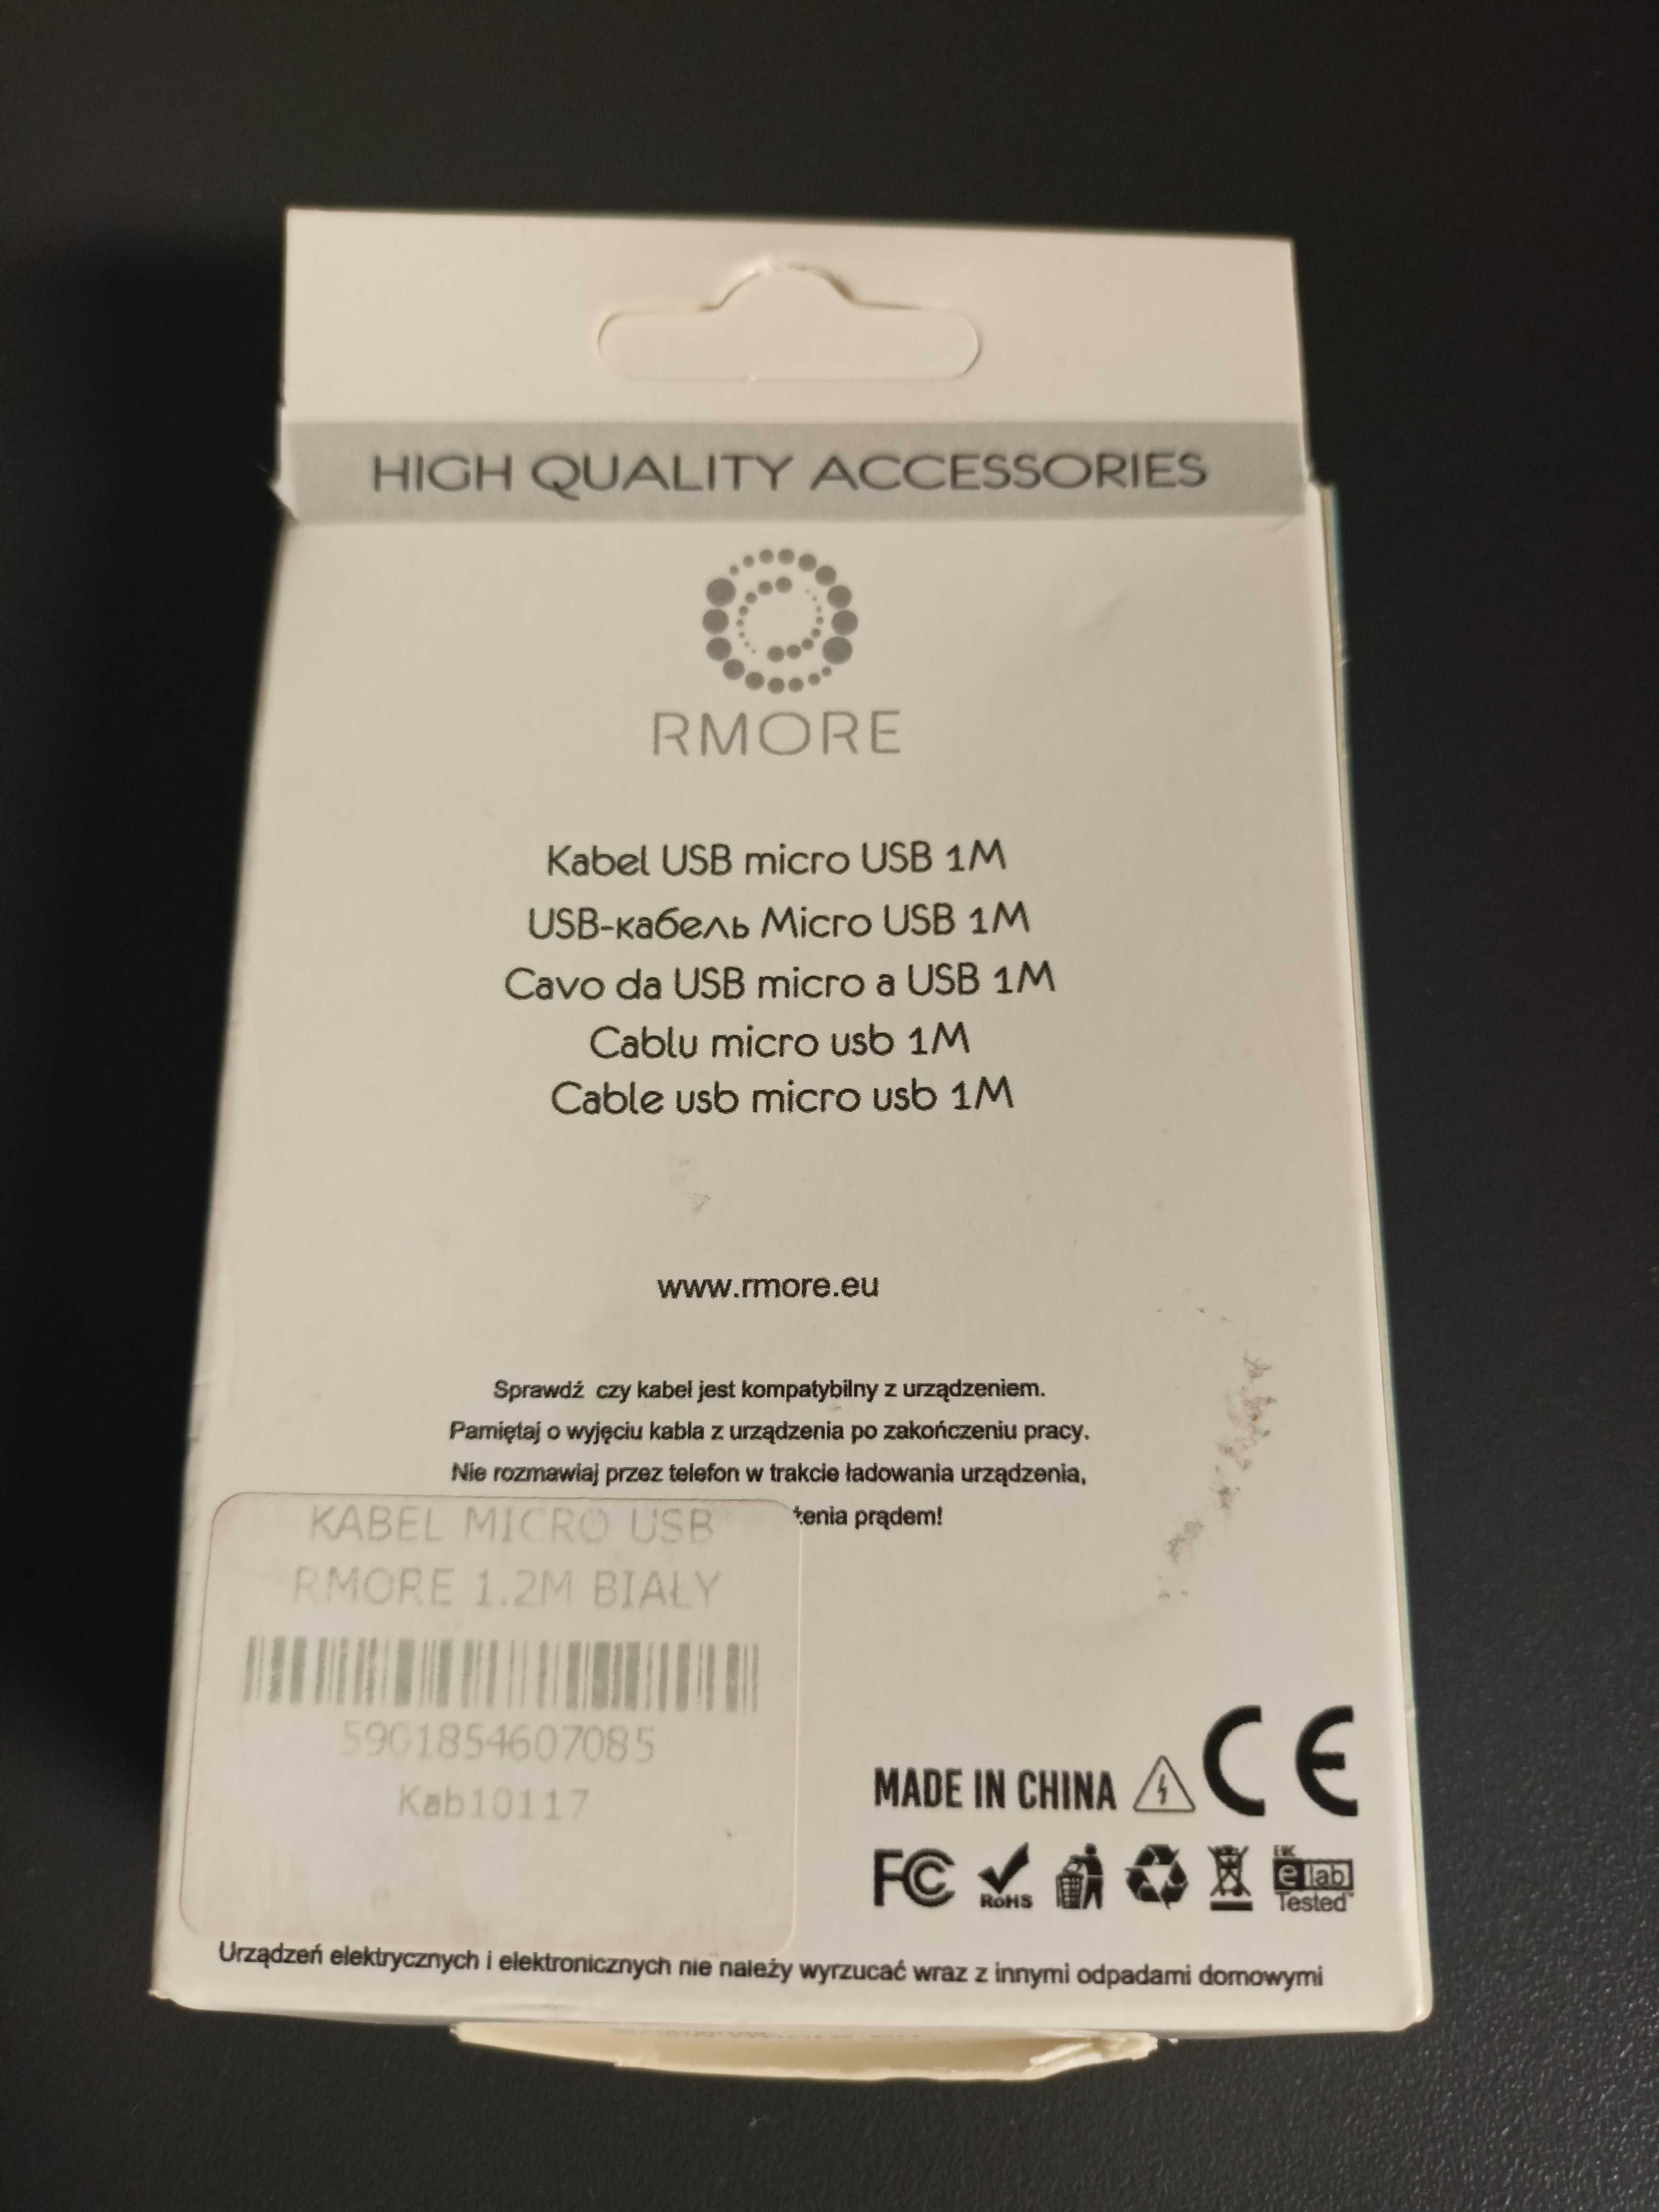 HIGH QUALITY ACCESSORIES
RMORE
Kabel USB micro USB 1M
USB-кабель Micro USB 1M
Cavo da USB micro a USB 1M
Cablu micro usb 1M
Cable usb micro usb 1M
www.rmore.eu
Sprawdź czy kabel jest kompatybilny z urządzeniem.
Pamiętaj o wyjęciu kabla z urządzenia po zakończeniu pracy.
Nie rozmawiaj przez telefon w trakcie ładowania urządzenia,
żenia prądem!
KABEL MICRO USB
RMORE 1.2M BIAŁY
5901854607085
Kab10117
MADE IN CHINA CE
FC RoHS e lab
Tested
Urządzeń elektrycznych i elektronicznych nie należy wyrzucać wraz z innymi odpadami domowymi